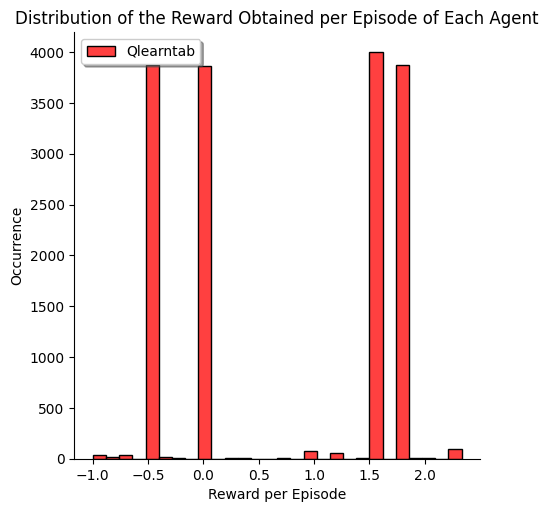 Distribution of the Reward Obtained per Episode of Each Agent
Qlearntab
4000
3500
3000
2500
2000
1500
1000
500
0
Occurrence
−1.0 −0.5 0.0 0.5 1.0 1.5 2.0
Reward per Episode